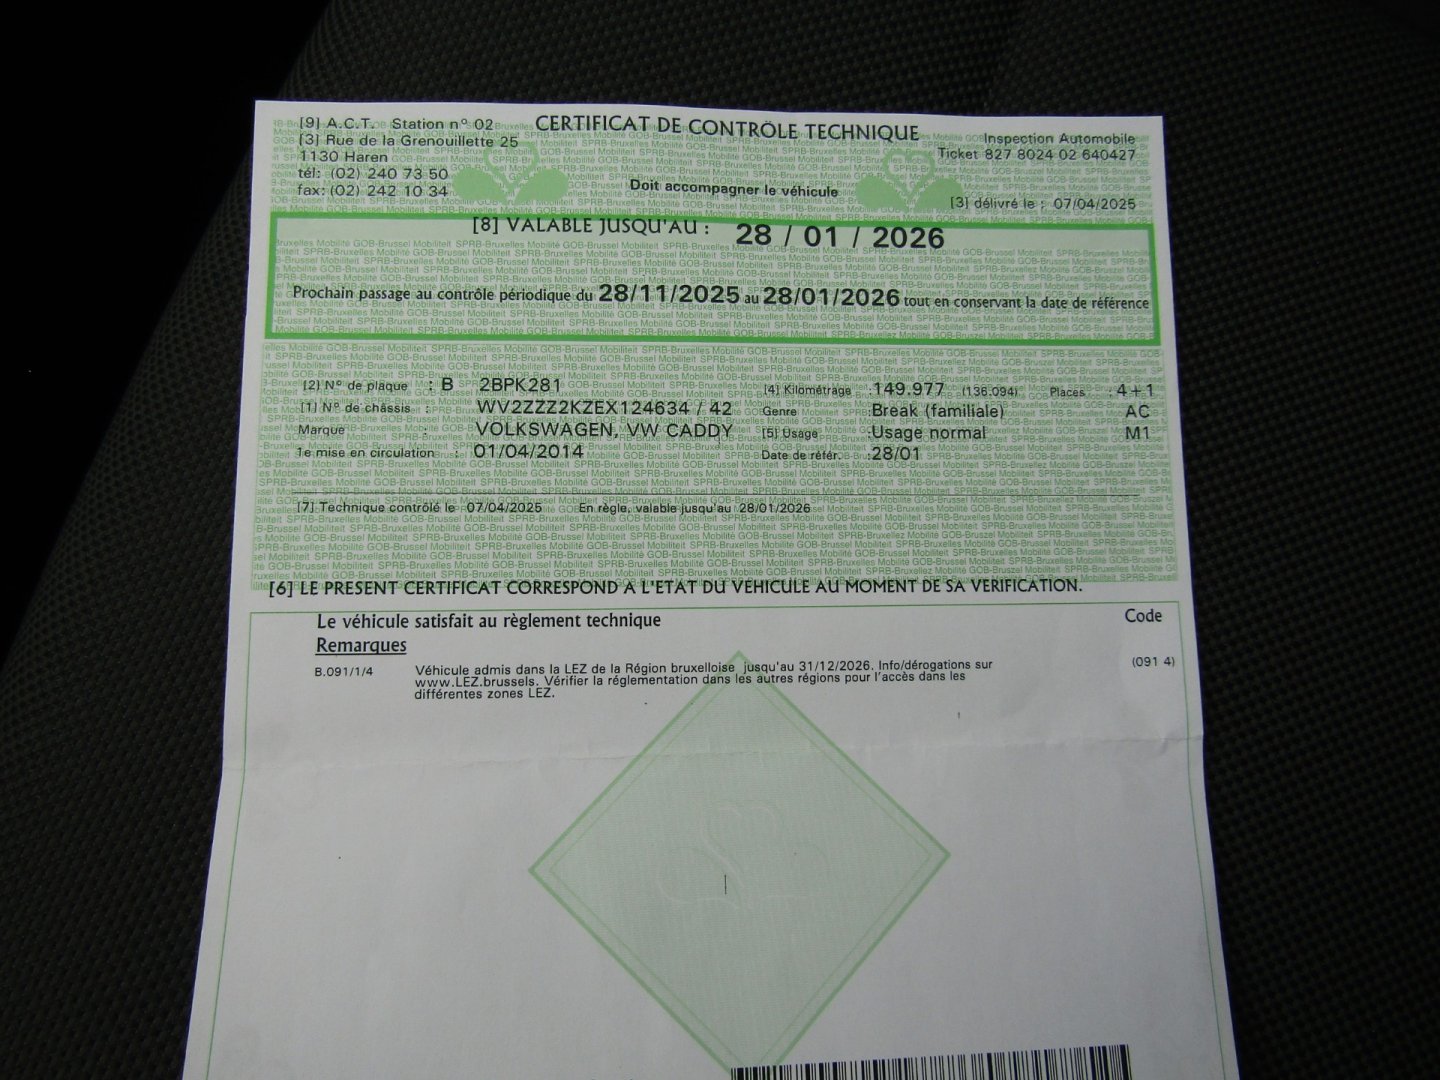 [9] A.C.T. Station n° 02
[3] Rue de la Grenouillette 25
1130 Haren
tél: (02) 240 73 50
fax: (02) 242 10 34
CERTIFICAT DE CONTRÔLE TECHNIQUE
Doit accompagner le véhicule
Inspection Automobile
Ticket 827 8024 02 640427
[3] délivré le : 07/04/2025
[8] VALABLE JUSQU'AU : 28 / 01 / 2026
Prochain passage au contrôle périodique du 28/11/2025 au 28/01/2026 tout en conservant la date de référence
[2] N° de plaque : B 2BPK281
[4] Kilométrage : 149.977 (136.094) Places : 4+1
[1] N° de châssis : WV2ZZZ2KZEX124634 / 42
Genre :Break (familiale) AC
Marque : VOLKSWAGEN, VW CADDY
[5] Usage :Usage normal M1
1e mise en circulation : 01/04/2014
Date de référ. :28/01
[7] Technique contrôlé le 07/04/2025 En règle, valable jusqu'au 28/01/2026
[6] LE PRESENT CERTIFICAT CORRESPOND A L'ETAT DU VEHICULE AU MOMENT DE SA VERIFICATION.
Le véhicule satisfait au règlement technique
Code
Remarques
B.091/1/4 Véhicule admis dans la LEZ de la Région bruxelloise jusqu'au 31/12/2026. Info/dérogations sur (091 4)
www.LEZ.brussels. Vérifier la réglementation dans les autres régions pour l'accès dans les
différentes zones LEZ.